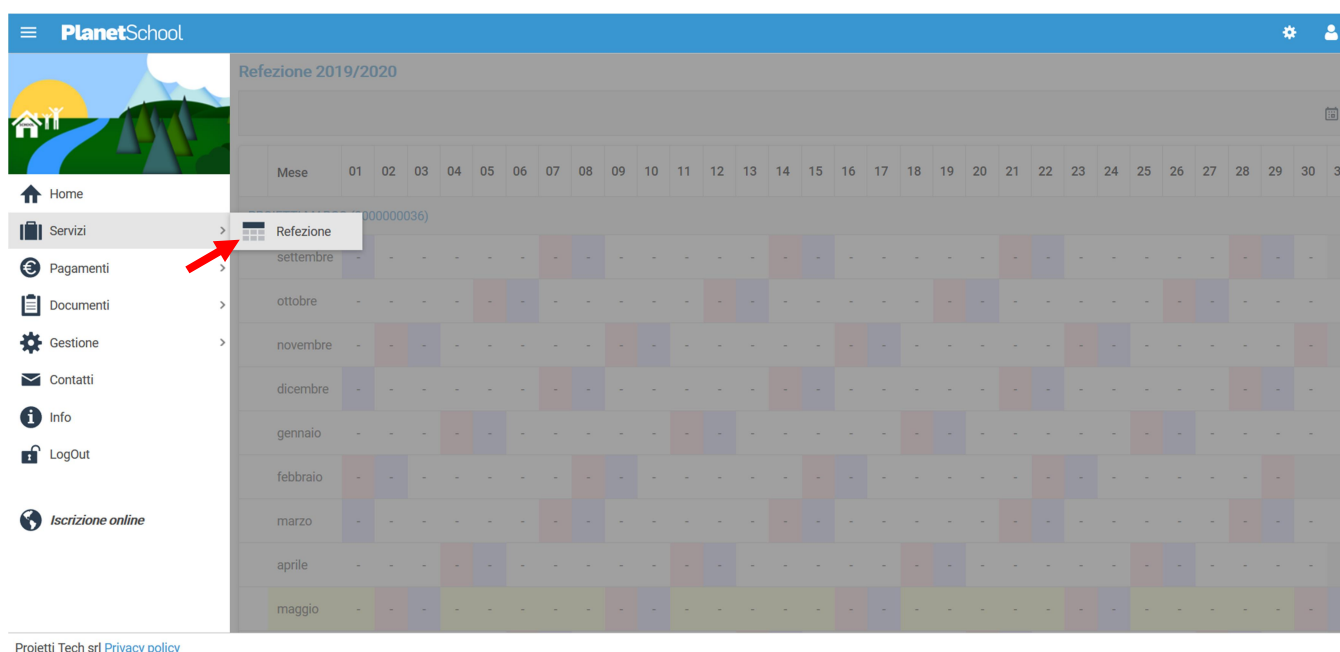 PlanetSchool
Refezione 2019/2020
Mese 01 02 03 04 05 06 07 08 09 10 11 12 13 14 15 16 17 18 19 20 21 22 23 24 25 26 27 28 29 30
Home
000000036)
Servizi > Refezione
settembre - - - - - - - - - - - - - - - - - - - - - - - - - - - - - -
Pagamenti >
ottobre - - - - - - - - - - - - - - - - - - - - - - - - - - - - - -
Documenti >
novembre - - - - - - - - - - - - - - - - - - - - - - - - - - - - - -
Gestione >
dicembre - - - - - - - - - - - - - - - - - - - - - - - - - - - - - -
Contatti
Info
gennaio - - - - - - - - - - - - - - - - - - - - - - - - - - - - - -
LogOut
febbraio - - - - - - - - - - - - - - - - - - - - - - - - - - - - -
Iscrizione online
marzo - - - - - - - - - - - - - - - - - - - - - - - - - - - - - -
aprile - - - - - - - - - - - - - - - - - - - - - - - - - - - - - -
maggio - - - - - - - - - - - - - - - - - - - - - - - - - - - - - -
Proietti Tech srl Privacy policy